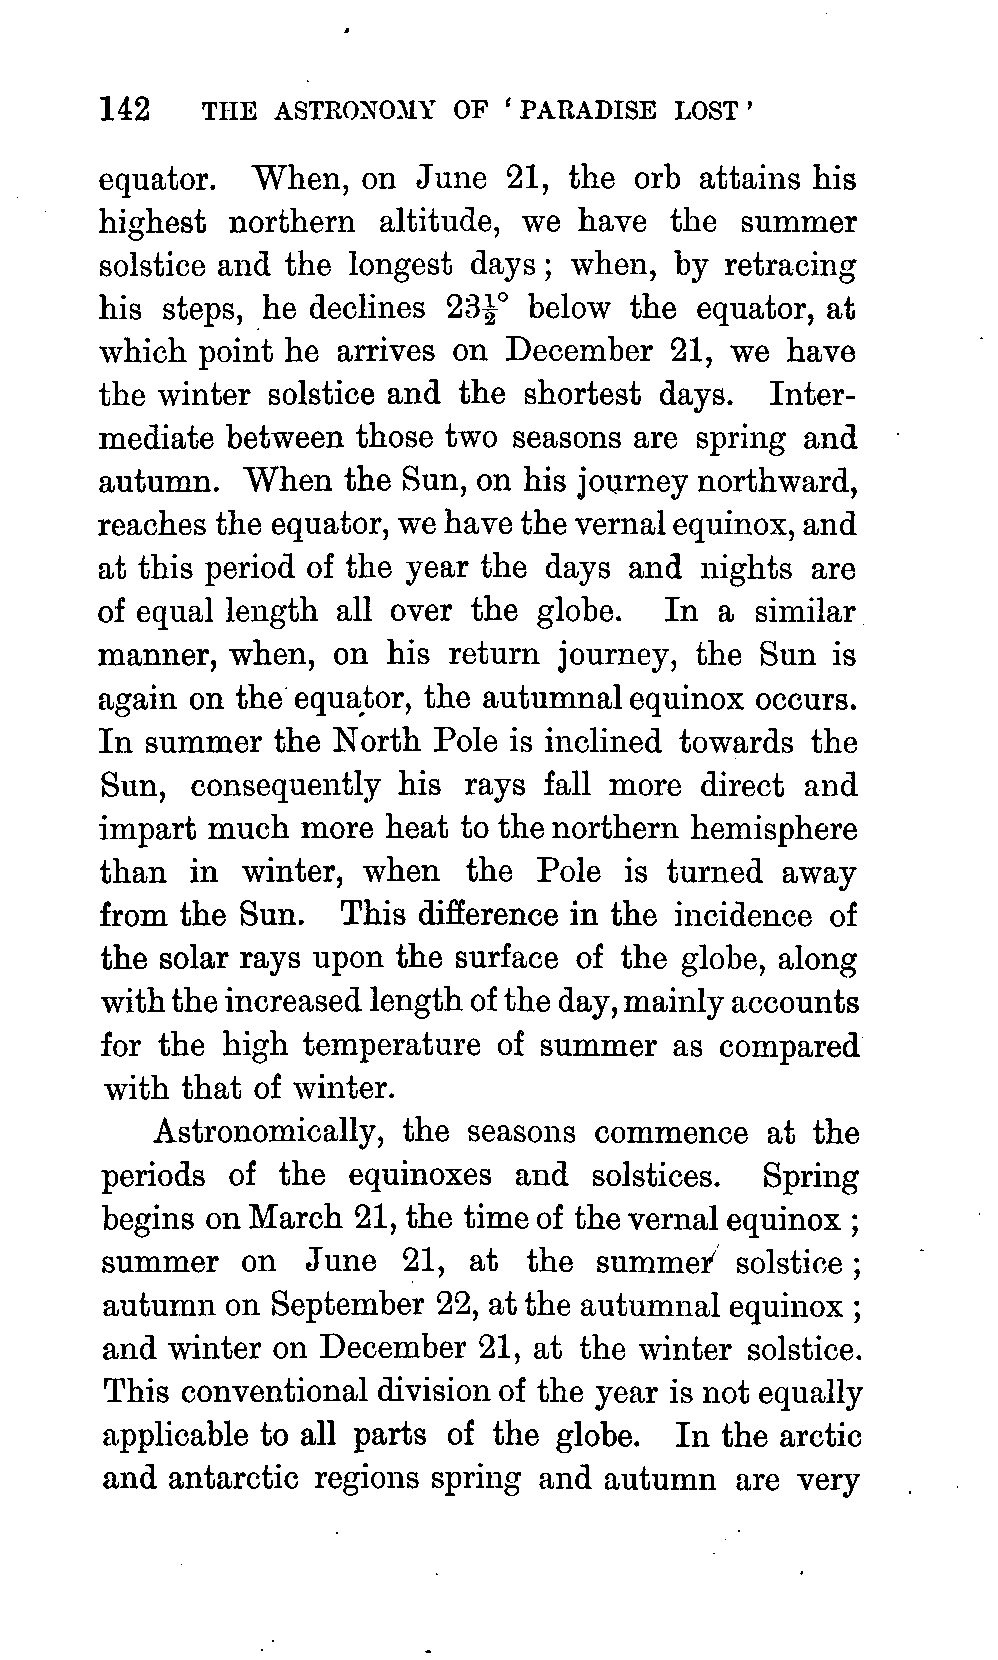 142 THE ASTRONOMY OF ‘PARADISE LOST’
equator. When, on June 21, the orb attains his
highest northern altitude, we have the summer
solstice and the longest days; when, by retracing
his steps, he declines 23½° below the equator, at
which point he arrives on December 21, we have
the winter solstice and the shortest days. Inter-
mediate between those two seasons are spring and
autumn. When the Sun, on his journey northward,
reaches the equator, we have the vernal equinox, and
at this period of the year the days and nights are
of equal length all over the globe. In a similar
manner, when, on his return journey, the Sun is
again on the equator, the autumnal equinox occurs.
In summer the North Pole is inclined towards the
Sun, consequently his rays fall more direct and
impart much more heat to the northern hemisphere
than in winter, when the Pole is turned away
from the Sun. This difference in the incidence of
the solar rays upon the surface of the globe, along
with the increased length of the day, mainly accounts
for the high temperature of summer as compared
with that of winter.
Astronomically, the seasons commence at the
periods of the equinoxes and solstices. Spring
begins on March 21, the time of the vernal equinox;
summer on June 21, at the summer solstice;
autumn on September 22, at the autumnal equinox;
and winter on December 21, at the winter solstice.
This conventional division of the year is not equally
applicable to all parts of the globe. In the arctic
and antarctic regions spring and autumn are very